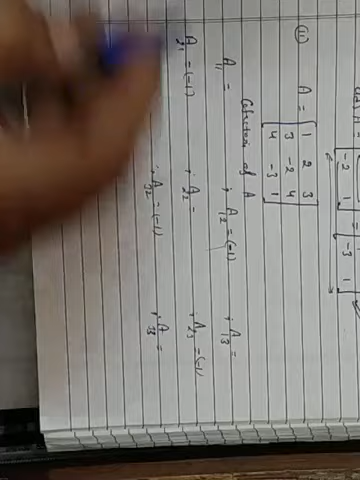 (ii) A = [1 2 3
3 -2 4
4 -3 1]
Cofactors of A
A11 = ; A12 = (-1) ; A13 =
A21 = (-1) ; A22 = ; A23 = (-1)
; A32 = (-1) ; A33 =